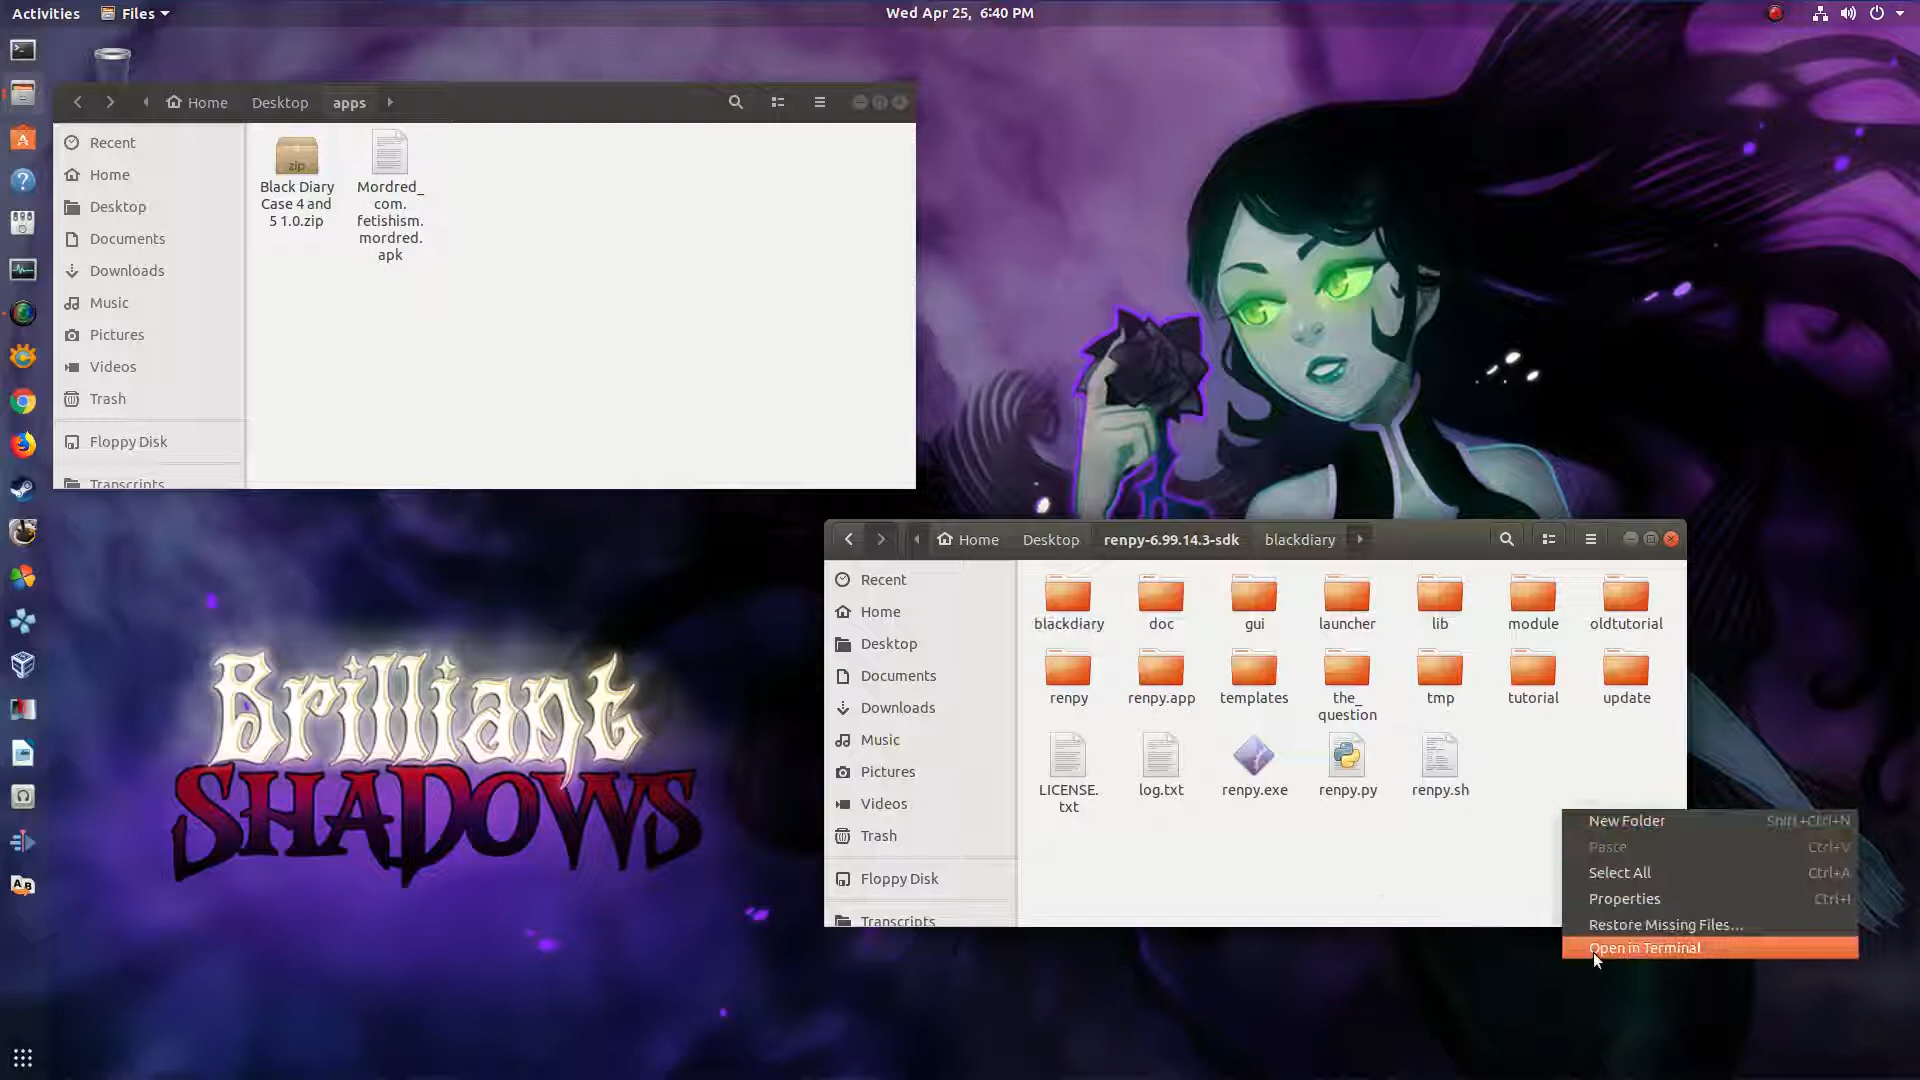 Activities
Files
Wed Apr 25, 6:40 PM
Home
Desktop
apps
Recent
Home
Desktop
Documents
Downloads
Music
Pictures
Videos
Trash
Floppy Disk
Transcripts
zip
Black Diary
Case 4 and
5 1.0.zip
Mordred_
com.
fetishism.
mordred.
apk
Brilliant
SHADOWS
Home
Desktop
renpy-6.99.14.3-sdk
blackdiary
Recent
Home
Desktop
Documents
Downloads
Music
Pictures
Videos
Trash
Floppy Disk
Transcripts
blackdiary
doc
gui
launcher
lib
module
oldtutorial
renpy
renpy.app
templates
the_
question
tmp
tutorial
update
LICENSE.
txt
log.txt
renpy.exe
renpy.py
renpy.sh
New Folder Shift+Ctrl+N
Paste Ctrl+V
Select All Ctrl+A
Properties Ctrl+I
Restore Missing Files...
Open in Terminal